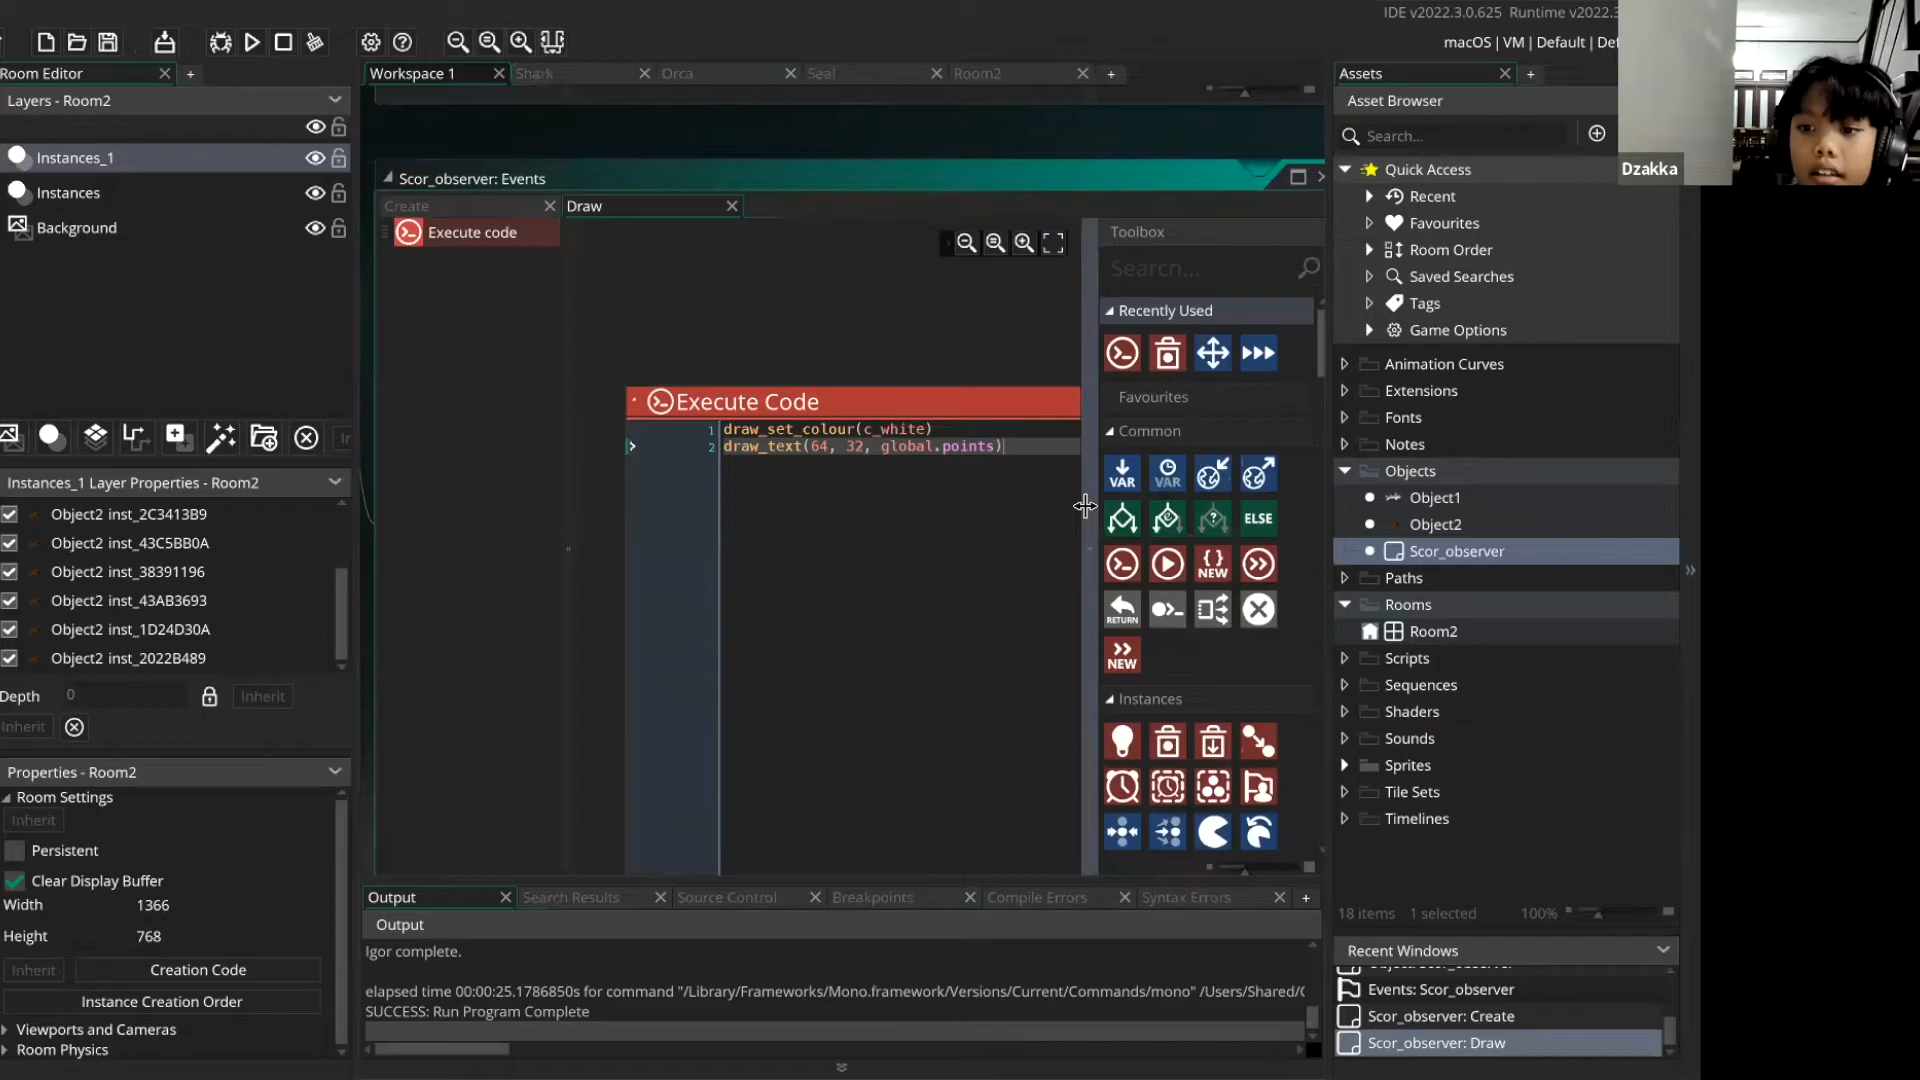 IDE v2022.3.0.625 Runtime v2022.3
macOS | VM | Default | Def
Room Editor
Workspace 1
Shark
Orca
Seal
Room2
Assets
Layers - Room2
Asset Browser
Search...
Instances_1
Instances
Background
Dzakka
Scor_observer: Events
Create
Draw
Execute code
Toolbox
Search...
Recently Used
Favourites
Common
VAR
VAR
ELSE
NEW
RETURN
NEW
Instances
Execute Code
1 draw_set_colour(c_white)
2 draw_text(64, 32, global.points)
Quick Access
Recent
Favourites
Room Order
Saved Searches
Tags
Game Options
Animation Curves
Extensions
Fonts
Notes
Objects
Object1
Object2
Scor_observer
Paths
Rooms
Room2
Scripts
Sequences
Shaders
Sounds
Sprites
Tile Sets
Timelines
18 items 1 selected 100%
Recent Windows
Events: Scor_observer
Scor_observer: Create
Scor_observer: Draw
Instances_1 Layer Properties - Room2
Object2 inst_2C3413B9
Object2 inst_43C5BB0A
Object2 inst_38391196
Object2 inst_43AB3693
Object2 inst_1D24D30A
Object2 inst_2022B489
Depth 0 Inherit
Inherit
Properties - Room2
Room Settings
Inherit
Persistent
Clear Display Buffer
Width 1366
Height 768
Inherit Creation Code
Instance Creation Order
Viewports and Cameras
Room Physics
Output
Search Results
Source Control
Breakpoints
Compile Errors
Syntax Errors
Output
Igor complete.
elapsed time 00:00:25.1786850s for command "/Library/Frameworks/Mono.framework/Versions/Current/Commands/mono" /Users/Shared/
SUCCESS: Run Program Complete